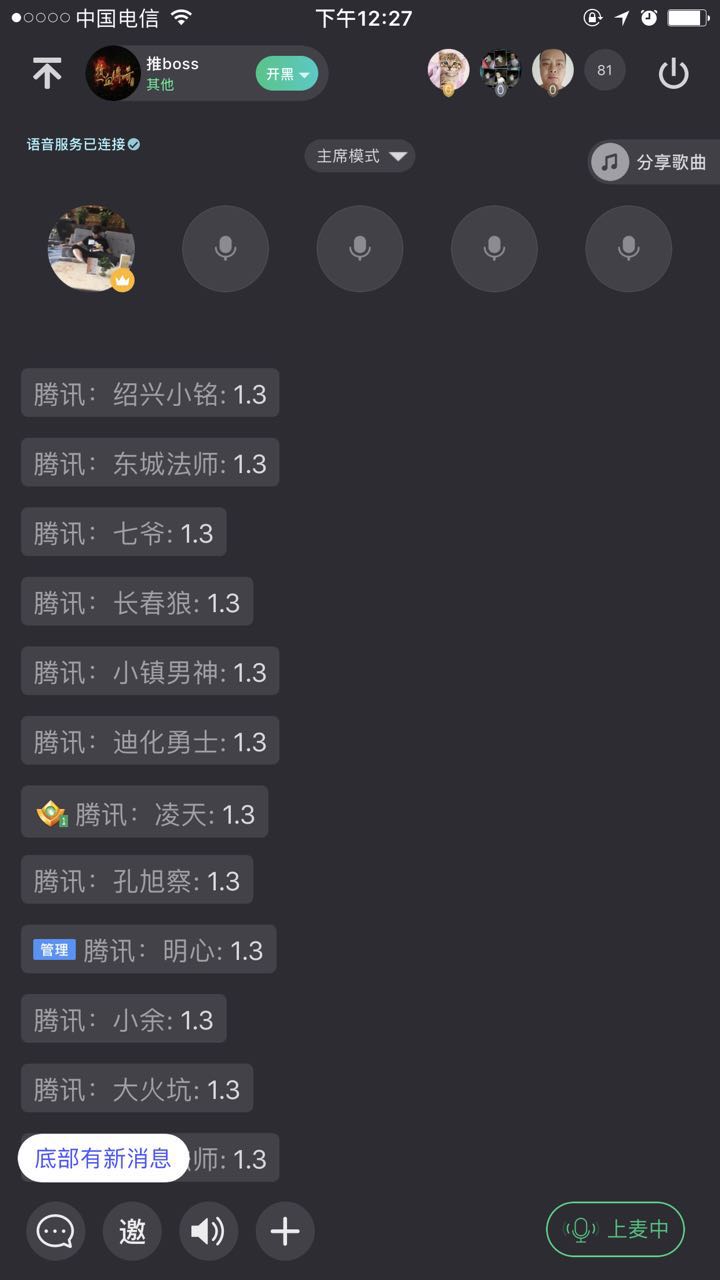 中国电信
下午12:27
推boss
其他
开黑
0
0
0
81
语音服务已连接
主席模式
分享歌曲
腾讯：绍兴小铭: 1.3
腾讯：东城法师: 1.3
腾讯：七爷: 1.3
腾讯：长春狼: 1.3
腾讯：小镇男神: 1.3
腾讯：迪化勇士: 1.3
1 腾讯：凌天: 1.3
腾讯：孔旭察: 1.3
管理 腾讯：明心: 1.3
腾讯：小余: 1.3
腾讯：大火坑: 1.3
底部有新消息 师: 1.3
邀
上麦中